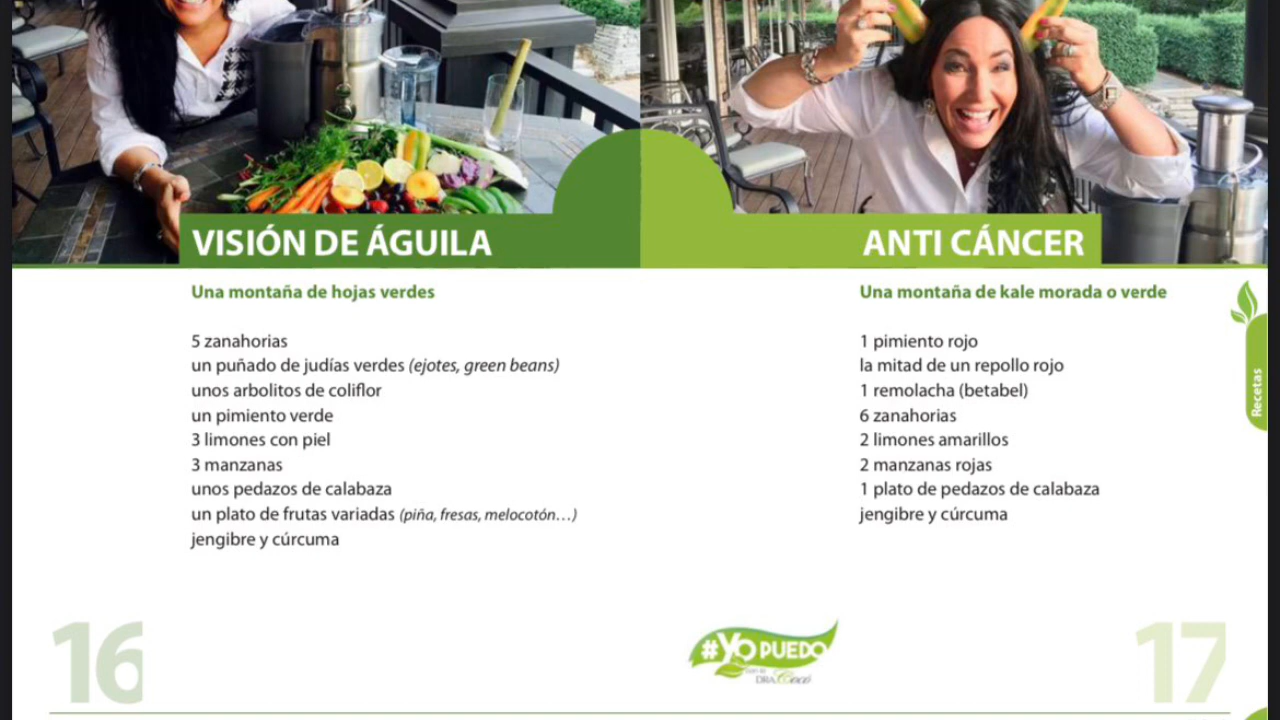 VISIÓN DE ÁGUILA
Una montaña de hojas verdes
5 zanahorias
un puñado de judías verdes (ejotes, green beans)
unos arbolitos de coliflor
un pimiento verde
3 limones con piel
3 manzanas
unos pedazos de calabaza
un plato de frutas variadas (piña, fresas, melocotón…)
jengibre y cúrcuma
16
ANTI CÁNCER
Una montaña de kale morada o verde
1 pimiento rojo
la mitad de un repollo rojo
1 remolacha (betabel)
6 zanahorias
2 limones amarillos
2 manzanas rojas
1 plato de pedazos de calabaza
jengibre y cúrcuma
Recetas
#Yo PUEDO
con la
DRA. Cocó
17